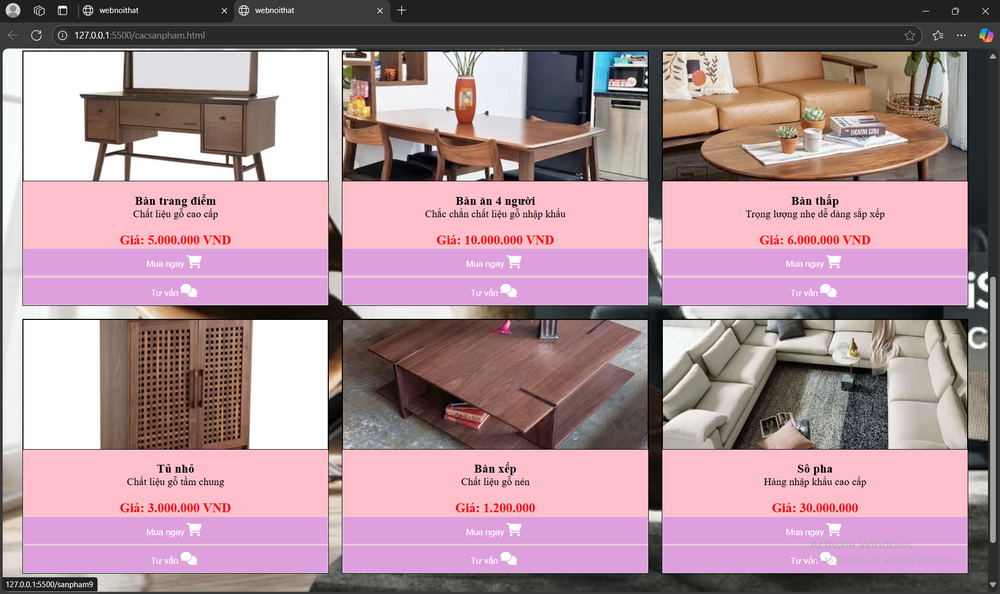 webnoithat
webnoithat
127.0.0.1:5500/cacsanpham.html
EVCATIVE STYLE
100%
Bàn trang điểm
Chất liệu gỗ cao cấp
Giá: 5.000.000 VND
Mua ngay
Tư vấn
Bàn ăn 4 người
Chắc chắn chất liệu gỗ nhập khẩu
Giá: 10.000.000 VND
Mua ngay
Tư vấn
Bàn thấp
Trọng lượng nhẹ dễ dàng sắp xếp
Giá: 6.000.000 VND
Mua ngay
Tư vấn
Tủ nhỏ
Chất liệu gỗ tầm chung
Giá: 3.000.000 VND
Mua ngay
Tư vấn
Bàn xếp
Chất liệu gỗ nén
Giá: 1.200.000
Mua ngay
Tư vấn
Sô pha
Hàng nhập khẩu cao cấp
Giá: 30.000.000
Mua ngay
Tư vấn
Activate Windows
Go to Settings to activate Windows.
127.0.0.1:5500/sanpham9